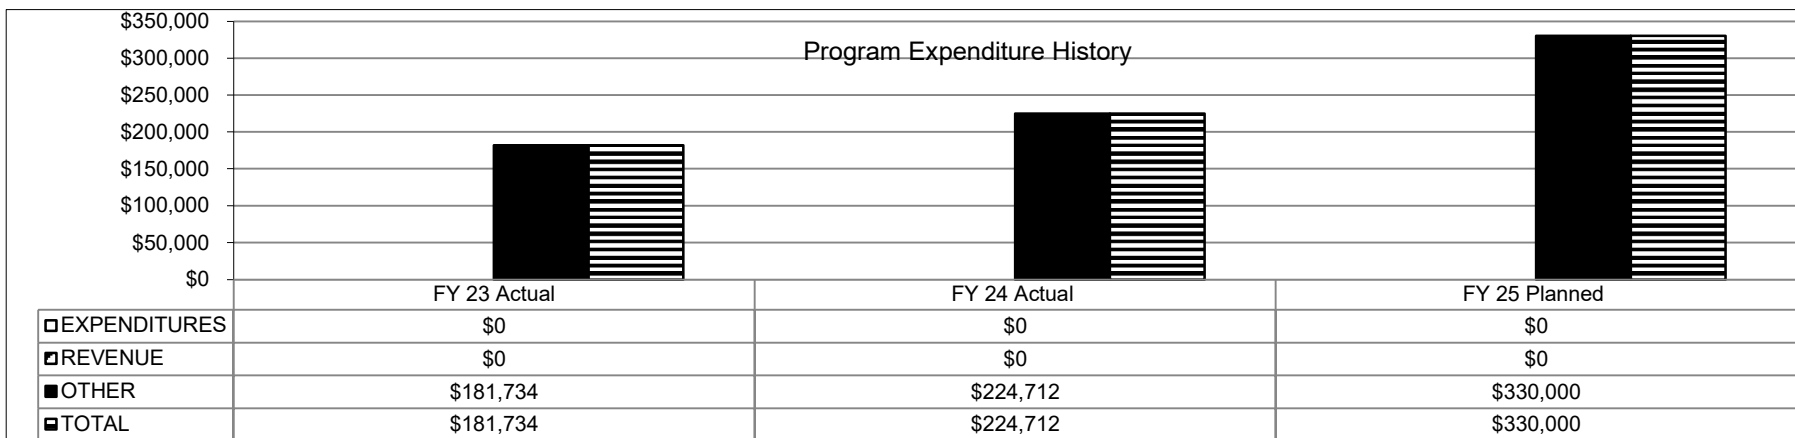 Program Expenditure History
$350,000
$300,000
$250,000
$200,000
$150,000
$100,000
$50,000
$0
FY 23 Actual FY 24 Actual FY 25 Planned
EXPENDITURES $0 $0 $0
REVENUE $0 $0 $0
OTHER $181,734 $224,712 $330,000
TOTAL $181,734 $224,712 $330,000